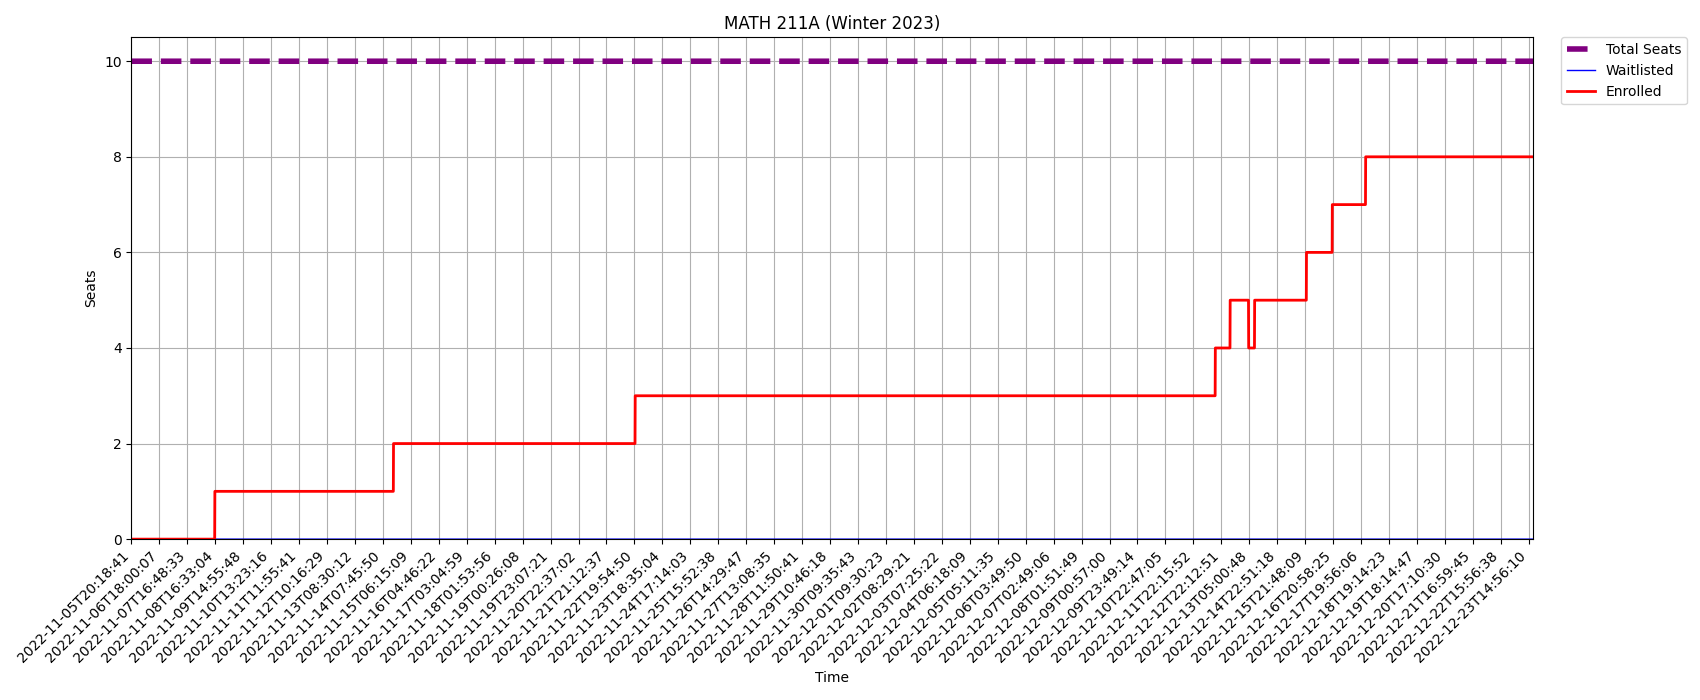 MATH 211A (Winter 2023)
Total Seats
Waitlisted
Enrolled
Seats
10
8
6
4
2
0
2022-11-05T20:18:41
2022-11-06T18:00:07
2022-11-07T16:48:33
2022-11-08T16:33:04
2022-11-09T14:55:48
2022-11-10T13:23:16
2022-11-11T11:55:41
2022-11-12T10:16:29
2022-11-13T08:30:12
2022-11-14T07:45:50
2022-11-15T06:15:09
2022-11-16T04:46:22
2022-11-17T03:04:59
2022-11-18T01:53:56
2022-11-19T00:26:08
2022-11-19T23:07:21
2022-11-20T22:37:02
2022-11-21T21:12:37
2022-11-22T19:54:50
2022-11-23T18:35:04
2022-11-24T17:14:03
2022-11-25T15:52:38
2022-11-26T14:29:47
2022-11-27T13:08:35
2022-11-28T11:50:41
2022-11-29T10:46:18
2022-11-30T09:35:43
2022-12-01T09:30:23
2022-12-02T08:29:21
2022-12-03T07:25:22
2022-12-04T06:18:09
2022-12-05T05:11:35
2022-12-06T03:49:50
2022-12-07T02:49:06
2022-12-08T01:51:49
2022-12-09T00:57:00
2022-12-09T23:49:14
2022-12-10T22:47:05
2022-12-11T22:15:52
2022-12-12T22:12:51
2022-12-13T05:00:48
2022-12-14T22:51:18
2022-12-15T21:48:09
2022-12-16T20:58:25
2022-12-17T19:56:06
2022-12-18T19:14:23
2022-12-19T18:14:47
2022-12-20T17:10:30
2022-12-21T16:59:45
2022-12-22T15:56:38
2022-12-23T14:56:10
Time